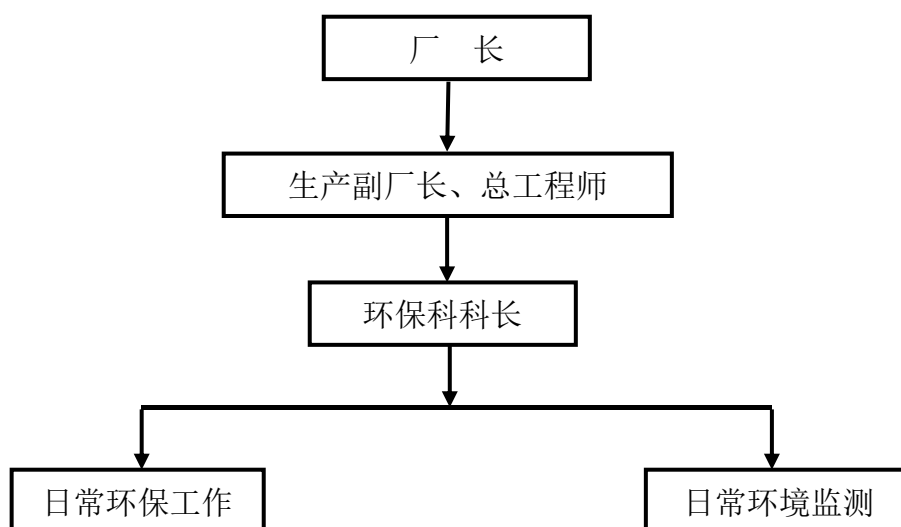 厂　长
生产副厂长、总工程师
环保科科长
日常环保工作
日常环境监测